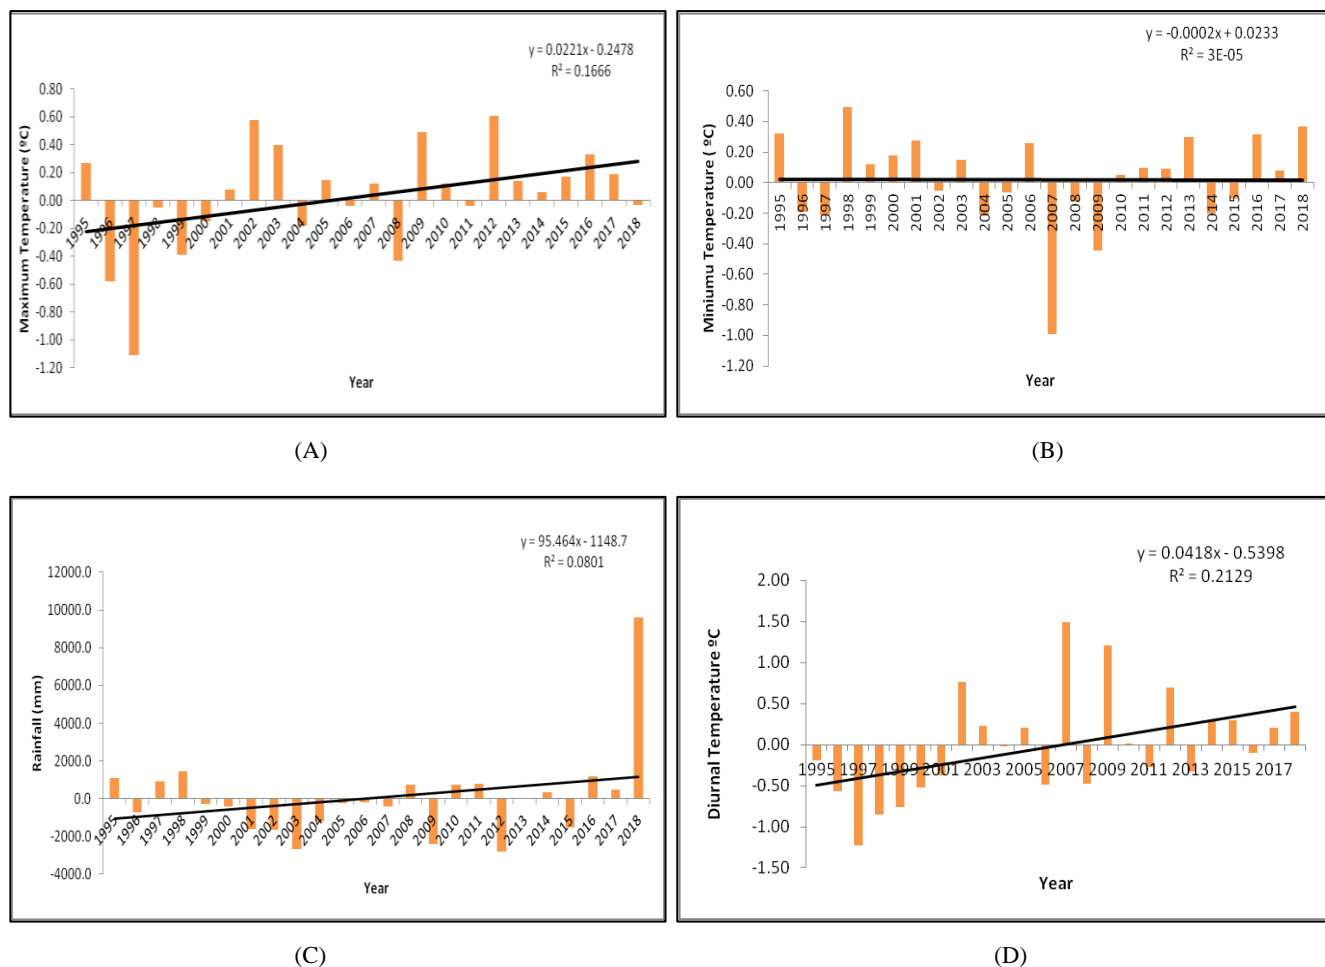 y = 0.0221x - 0.2478
R² = 0.1666
0.80
0.60
0.40
0.20
0.00
-0.20
-0.40
-0.60
-0.80
-1.00
-1.20
Maximum Temperature (ºC)
1995 1996 1997 1998 1999 2000 2001 2002 2003 2004 2005 2006 2007 2008 2009 2010 2011 2012 2013 2014 2015 2016 2017 2018
Year
(A)
y = -0.0002x + 0.0233
R² = 3E-05
0.60
0.40
0.20
0.00
-0.20
-0.40
-0.60
-0.80
-1.00
-1.20
Miniumu Temperature ( ºC)
1995 1996 1997 1998 1999 2000 2001 2002 2003 2004 2005 2006 2007 2008 2009 2010 2011 2012 2013 2014 2015 2016 2017 2018
Year
(B)
y = 95.464x - 1148.7
R² = 0.0801
12000.0
10000.0
8000.0
6000.0
4000.0
2000.0
0.0
-2000.0
-4000.0
Rainfall (mm)
1995 1996 1997 1998 1999 2000 2001 2002 2003 2004 2005 2006 2007 2008 2009 2010 2011 2012 2013 2014 2015 2016 2017 2018
Year
(C)
y = 0.0418x - 0.5398
R² = 0.2129
2.00
1.50
1.00
0.50
0.00
-0.50
-1.00
-1.50
Diurnal Temperature ºC
1995 1997 1999 2001 2003 2005 2007 2009 2011 2013 2015 2017
Year
(D)